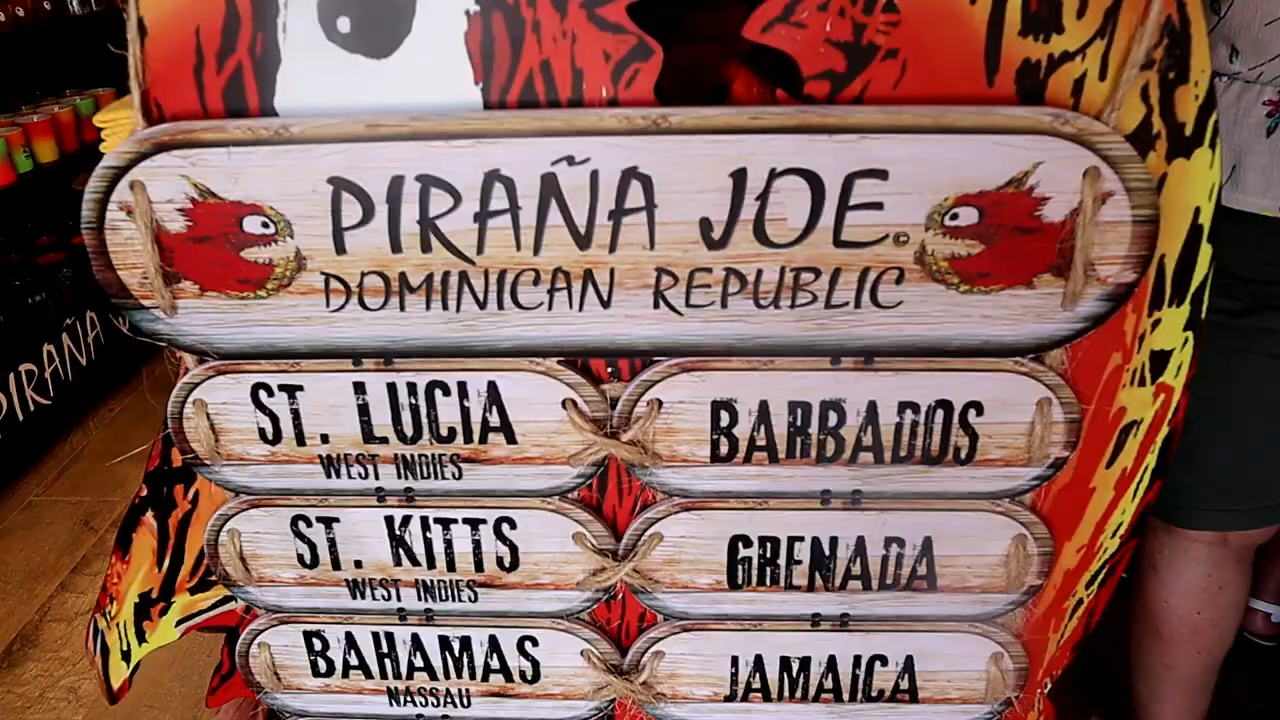 PIRAÑA JOE©
DOMINICAN REPUBLIC
ST. LUCIA
WEST INDIES
BARBADOS
ST. KITTS
WEST INDIES
GRENADA
BAHAMAS
NASSAU
JAMAICA
PIRAÑA